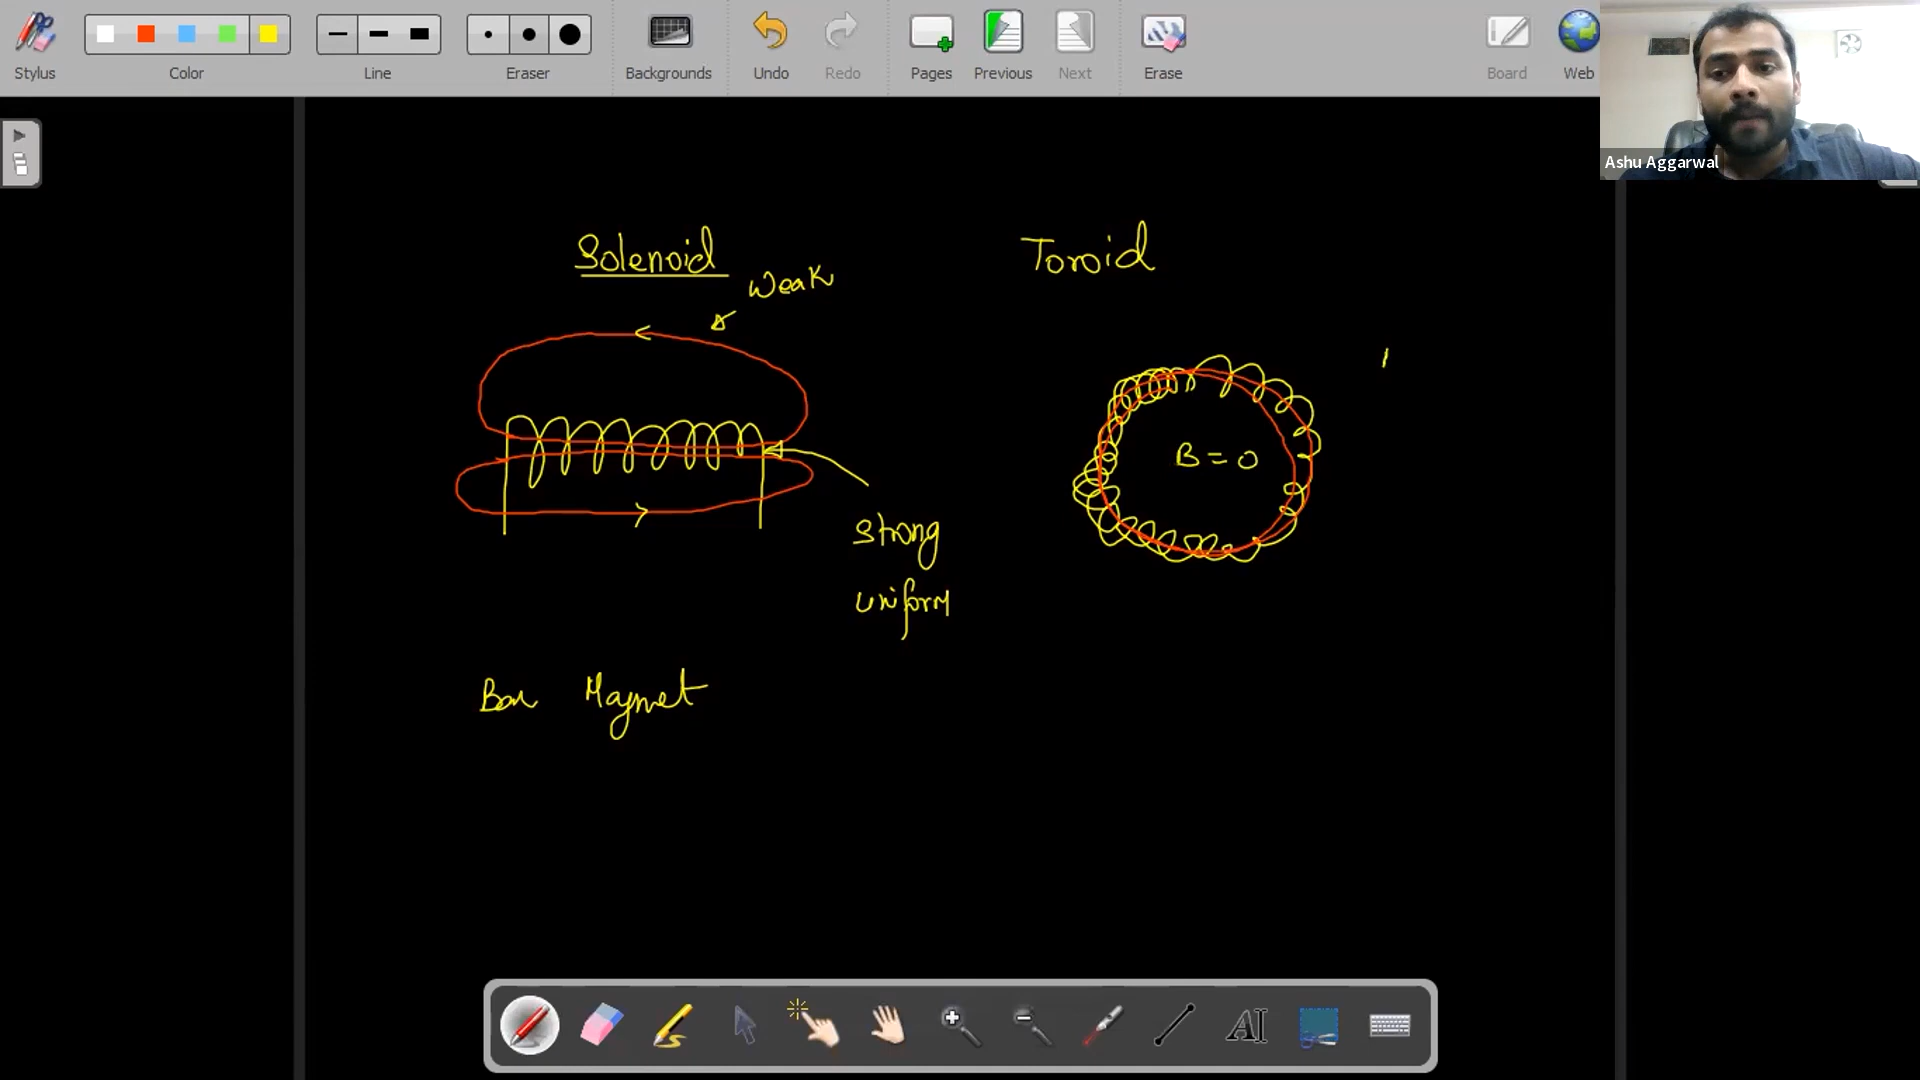 Stylus Color Line Eraser Backgrounds Undo Redo Pages Previous Next Erase Board Web
Ashu Aggarwal
Solenoid
Toroid
Weak
B = 0
Strong
uniform
Bar Magnet
AI